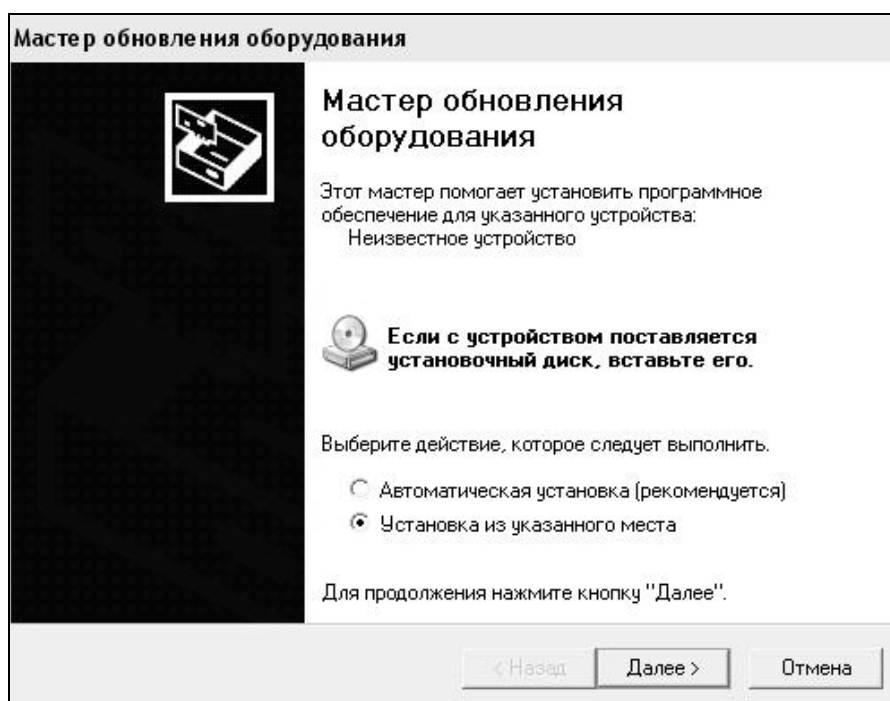 Мастер обновления оборудования
Мастер обновления
оборудования
Этот мастер помогает установить программное
обеспечение для указанного устройства:
Неизвестное устройство
Если с устройством поставляется
установочный диск, вставьте его.
Выберите действие, которое следует выполнить.
Автоматическая установка (рекомендуется)
Установка из указанного места
Для продолжения нажмите кнопку "Далее".
< Назад Далее > Отмена